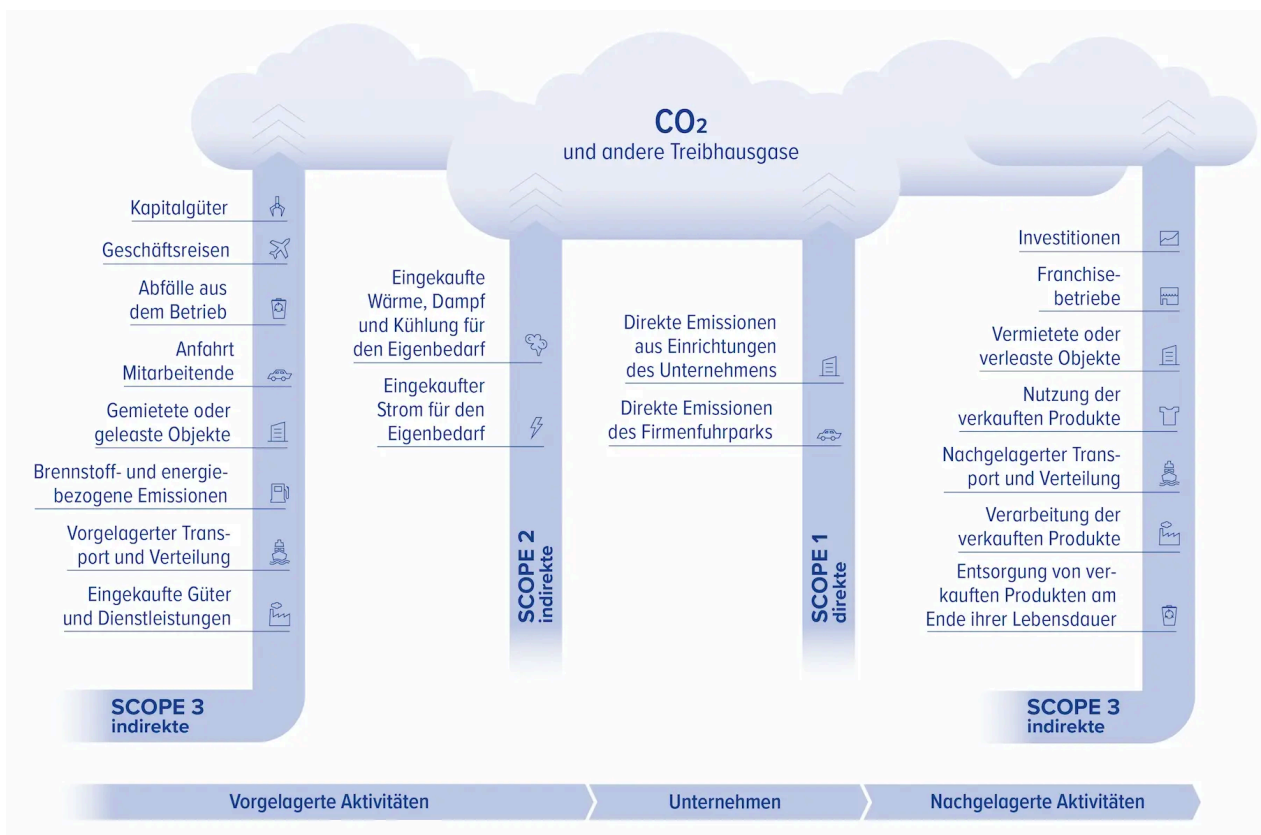 CO₂
und andere Treibhausgase
Kapitalgüter
Geschäftsreisen
Abfälle aus
dem Betrieb
Anfahrt
Mitarbeitende
Gemietete oder
geleaste Objekte
Brennstoff- und energie-
bezogene Emissionen
Vorgelagerter Trans-
port und Verteilung
Eingekaufte Güter
und Dienstleistungen
SCOPE 3
indirekte
Eingekaufte
Wärme, Dampf
und Kühlung für
den Eigenbedarf
Eingekaufter
Strom für den
Eigenbedarf
SCOPE 2
indirekte
Direkte Emissionen
aus Einrichtungen
des Unternehmens
Direkte Emissionen
des Firmenfuhrparks
SCOPE 1
direkte
Investitionen
Franchise-
betriebe
Vermietete oder
verleaste Objekte
Nutzung der
verkauften Produkte
Nachgelagerter Trans-
port und Verteilung
Verarbeitung der
verkauften Produkte
Entsorgung von ver-
kauften Produkten am
Ende ihrer Lebensdauer
SCOPE 3
indirekte
Vorgelagerte Aktivitäten
Unternehmen
Nachgelagerte Aktivitäten